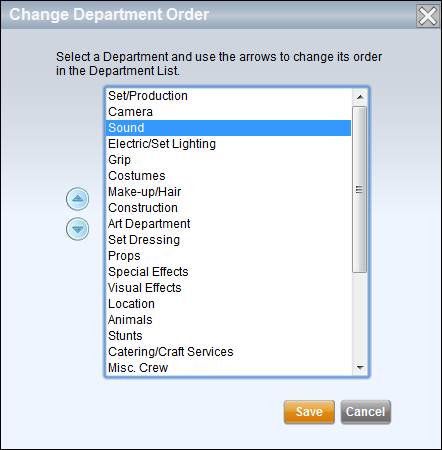 Change Department Order
Select a Department and use the arrows to change its order
in the Department List.
Set/Production
Camera
Sound
Electric/Set Lighting
Grip
Costumes
Make-up/Hair
Construction
Art Department
Set Dressing
Props
Special Effects
Visual Effects
Location
Animals
Stunts
Catering/Craft Services
Misc. Crew
Save
Cancel